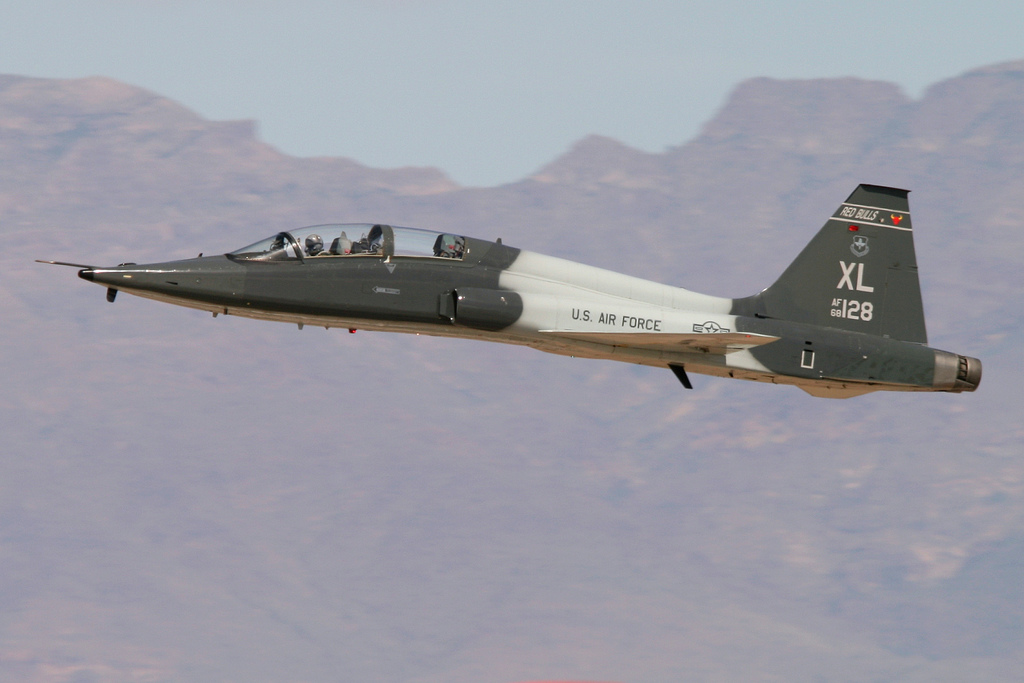 RED BULLS
XL
AF
68 128
U.S. AIR FORCE